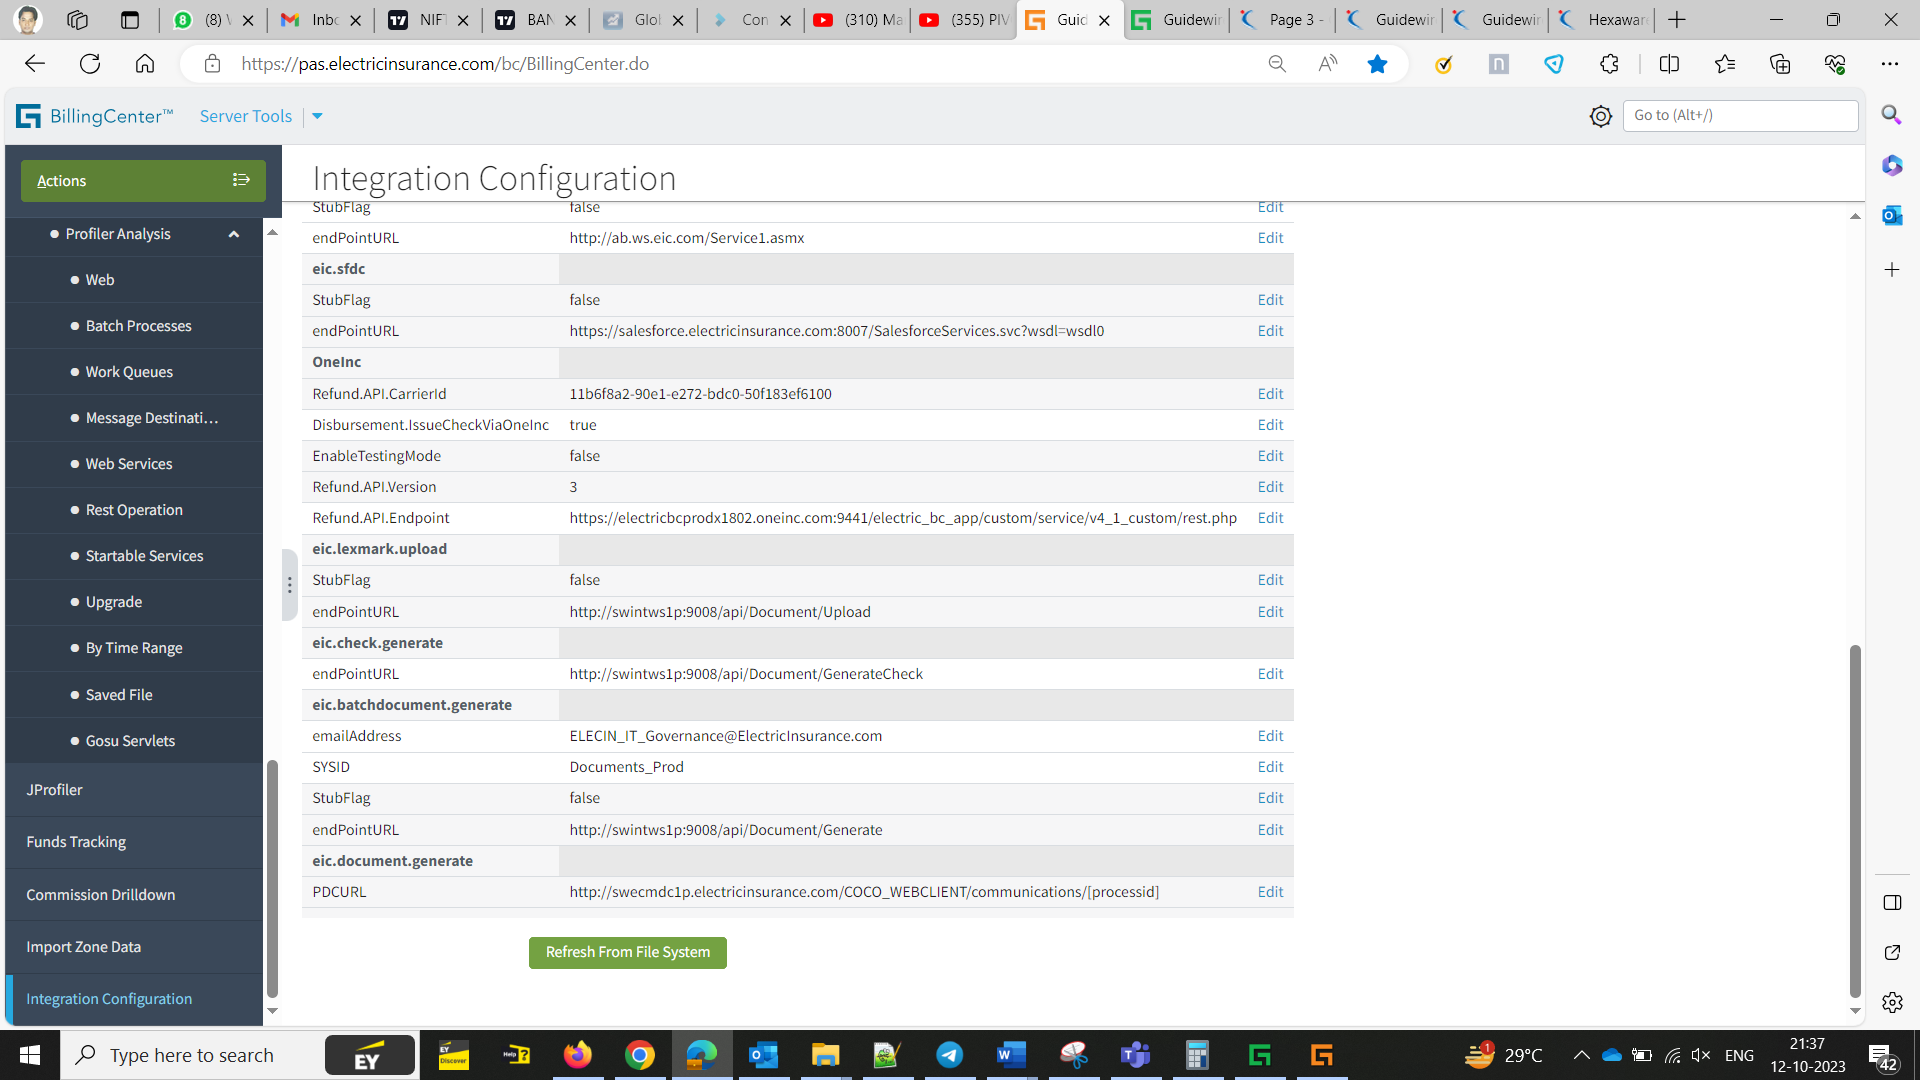 (8) W
Inbo
NIFT
BAN
Glob
Con
(310) Ma
(355) PIV
Guid
Guidewir
Page 3 -
Guidewir
Guidewir
Hexaware
https://pas.electricinsurance.com/bc/BillingCenter.do
BillingCenter™ Server Tools
Go to (Alt+/)
Actions
Profiler Analysis
Web
Batch Processes
Work Queues
Message Destinati...
Web Services
Rest Operation
Startable Services
Upgrade
By Time Range
Saved File
Gosu Servlets
JProfiler
Funds Tracking
Commission Drilldown
Import Zone Data
Integration Configuration
Integration Configuration
StubFlag false Edit
endPointURL http://ab.ws.eic.com/Service1.asmx Edit
eic.sfdc
StubFlag false Edit
endPointURL https://salesforce.electricinsurance.com:8007/SalesforceServices.svc?wsdl=wsdl0 Edit
OneInc
Refund.API.CarrierId 11b6f8a2-90e1-e272-bdc0-50f183ef6100 Edit
Disbursement.IssueCheckViaOneInc true Edit
EnableTestingMode false Edit
Refund.API.Version 3 Edit
Refund.API.Endpoint https://electricbcprodx1802.oneinc.com:9441/electric_bc_app/custom/service/v4_1_custom/rest.php Edit
eic.lexmark.upload
StubFlag false Edit
endPointURL http://swintws1p:9008/api/Document/Upload Edit
eic.check.generate
endPointURL http://swintws1p:9008/api/Document/GenerateCheck Edit
eic.batchdocument.generate
emailAddress ELECIN_IT_Governance@ElectricInsurance.com Edit
SYSID Documents_Prod Edit
StubFlag false Edit
endPointURL http://swintws1p:9008/api/Document/Generate Edit
eic.document.generate
PDCURL http://swecmdc1p.electricinsurance.com/COCO_WEBCLIENT/communications/[processid] Edit
Refresh From File System
Type here to search
EY
EY
Discover
Help ?
1
29°C
ENG
21:37
12-10-2023
42